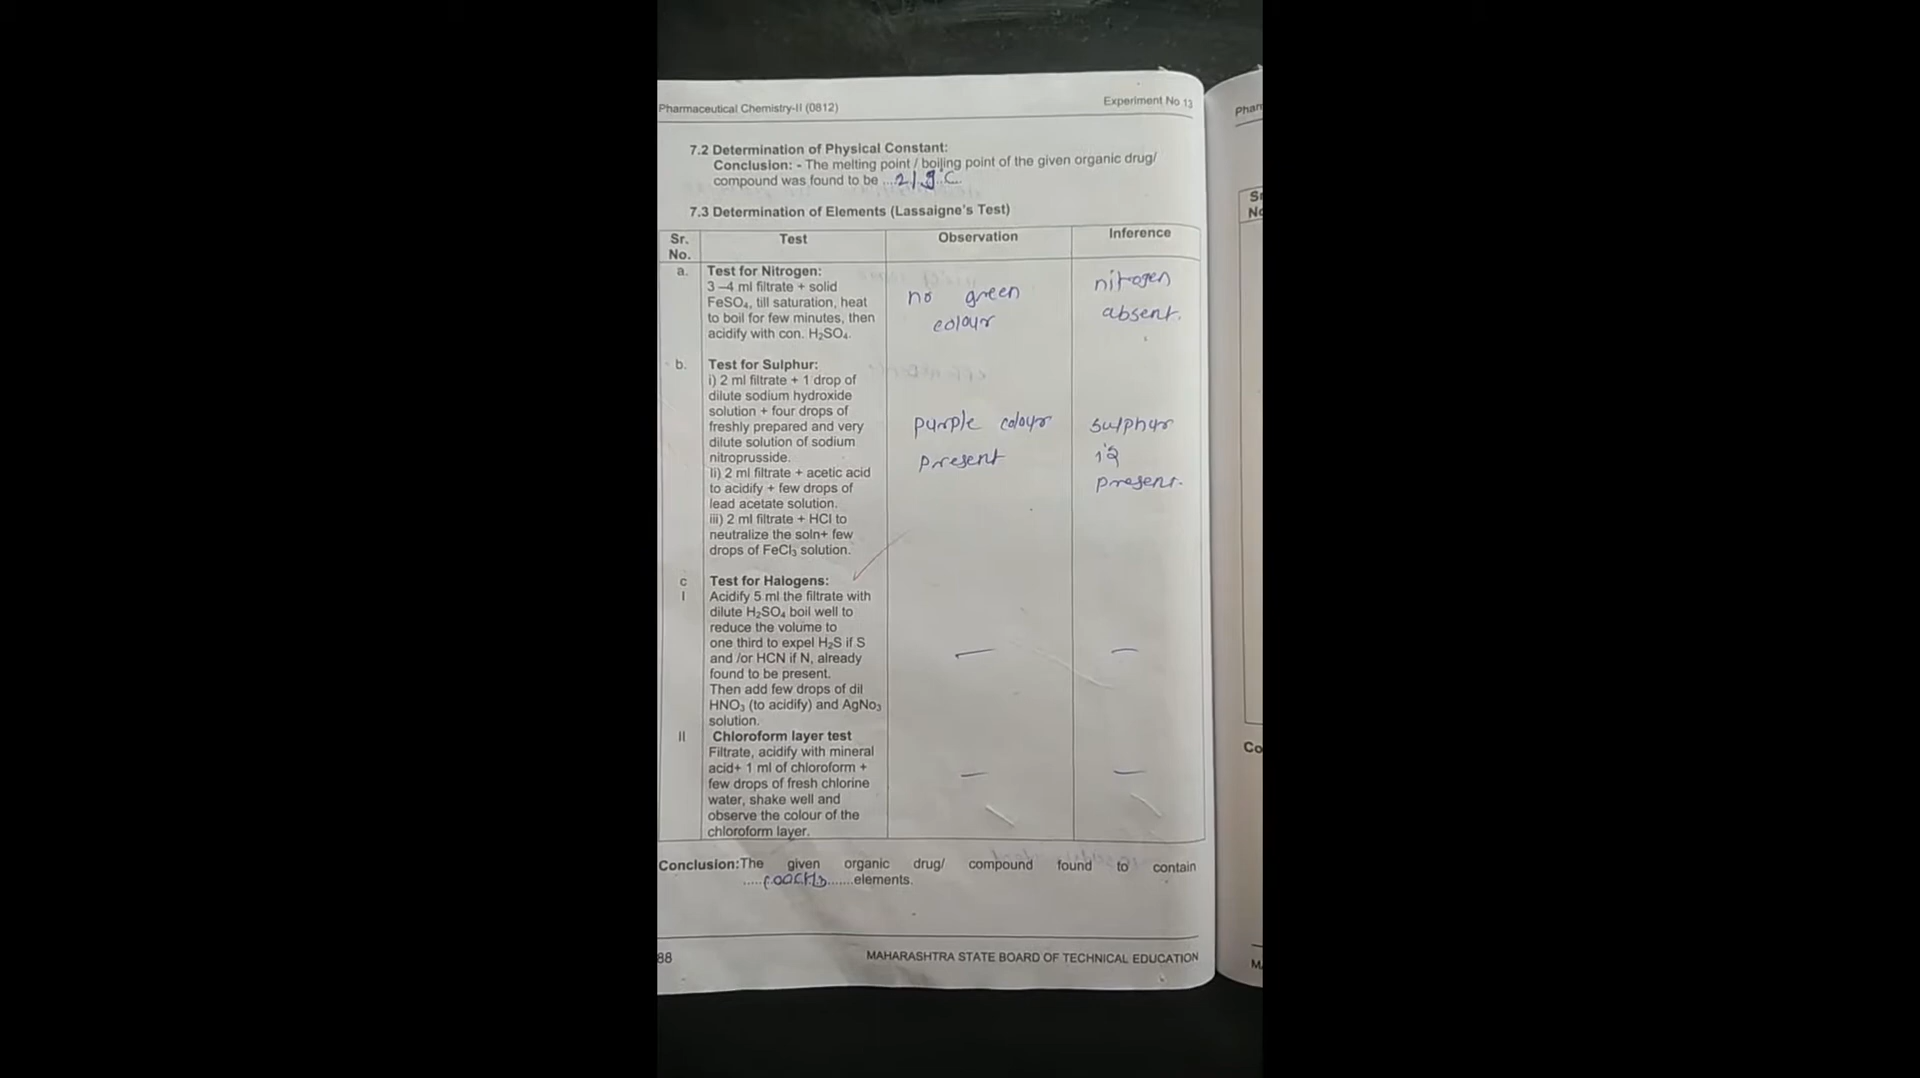 Pharmaceutical Chemistry-II (0812) Experiment No 13
7.2 Determination of Physical Constant:
Conclusion: - The melting point / boiling point of the given organic drug/
compound was found to be
7.3 Determination of Elements (Lassaigne's Test)
Sr. No. Test Observation Inference
a. Test for Nitrogen:
3 –4 ml filtrate + solid
FeSO₄, till saturation, heat
to boil for few minutes, then
acidify with con. H₂SO₄.
no green
colour
nitrogen
absent.
b. Test for Sulphur:
i) 2 ml filtrate + 1 drop of
dilute sodium hydroxide
solution + four drops of
freshly prepared and very
dilute solution of sodium
nitroprusside.
Ii) 2 ml filtrate + acetic acid
to acidify + few drops of
lead acetate solution.
iii) 2 ml filtrate + HCl to
neutralize the soln+ few
drops of FeCl₃ solution.
purple colour
present
sulphur
is
present.
c Test for Halogens:
I Acidify 5 ml the filtrate with
dilute H₂SO₄ boil well to
reduce the volume to
one third to expel H₂S if S
and /or HCN if N, already
found to be present.
Then add few drops of dil
HNO₃ (to acidify) and AgNo₃
solution.
— —
II Chloroform layer test
Filtrate, acidify with mineral
acid+ 1 ml of chloroform +
few drops of fresh chlorine
water, shake well and
observe the colour of the
chloroform layer.
— —
Conclusion:The given organic drug/ compound found to contain
.....COOCH3.......elements.
88 MAHARASHTRA STATE BOARD OF TECHNICAL EDUCATION
Phar
Sr
No
Co
M